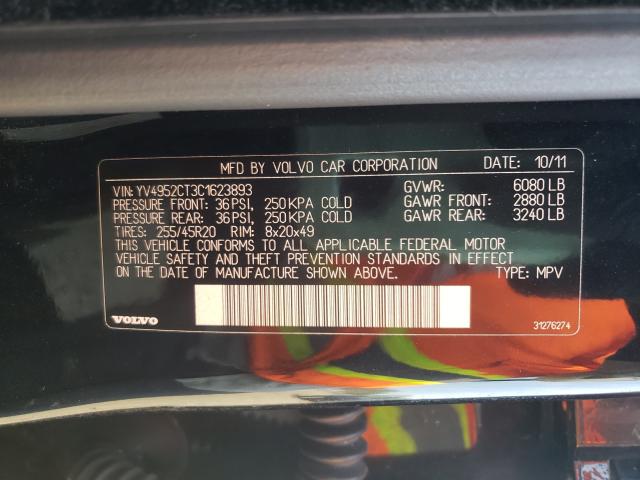 MFD BY VOLVO CAR CORPORATION DATE: 10/11
VIN: YV4952CT3C1623893 GVWR: 6080 LB
PRESSURE FRONT: 36 PSI, 250 KPA COLD GAWR FRONT: 2880 LB
PRESSURE REAR: 36 PSI, 250 KPA COLD GAWR REAR: 3240 LB
TIRES: 255/45R20 RIM: 8x20x49
THIS VEHICLE CONFORMS TO ALL APPLICABLE FEDERAL MOTOR
VEHICLE SAFETY AND THEFT PREVENTION STANDARDS IN EFFECT
ON THE DATE OF MANUFACTURE SHOWN ABOVE. TYPE: MPV
VOLVO 31276274